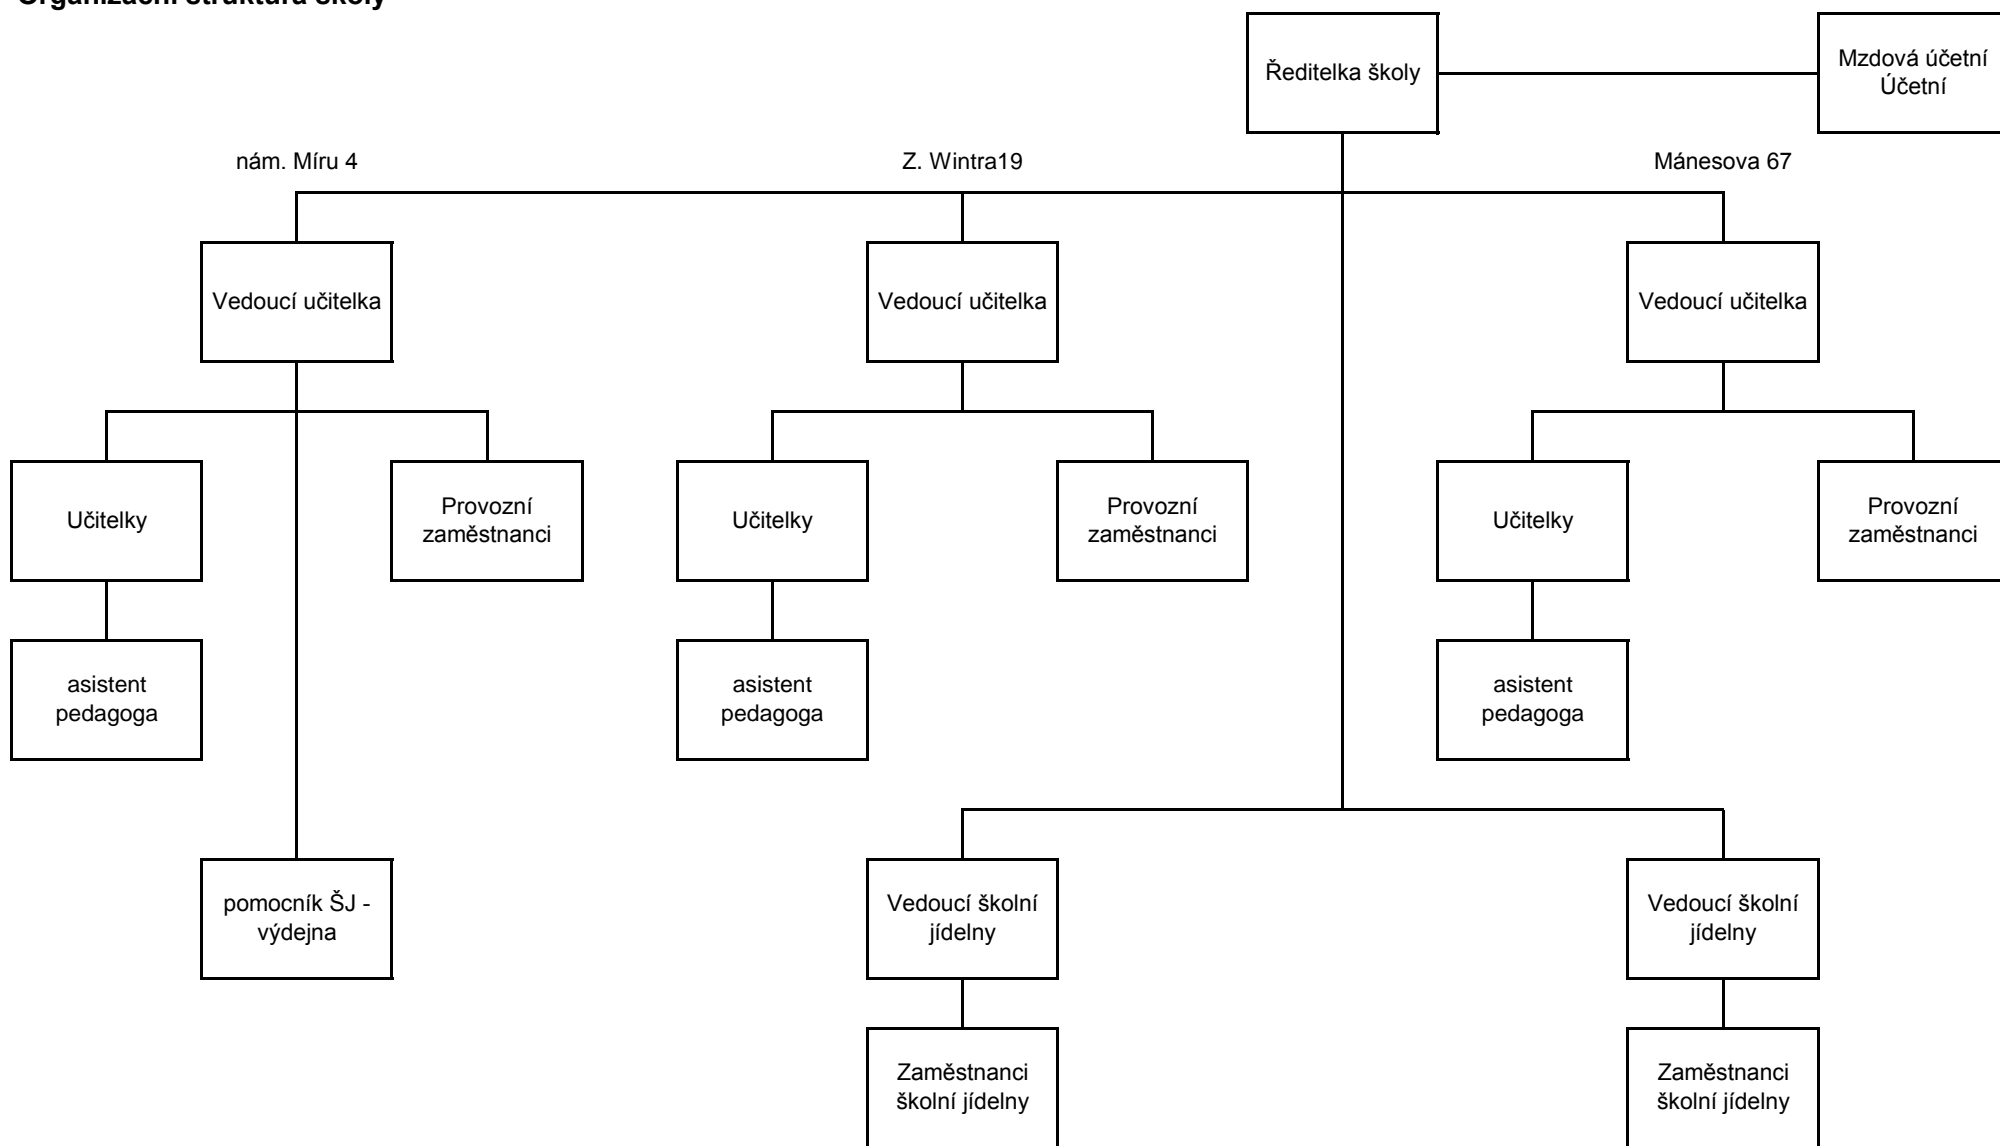 Organizační struktura školy
Ředitelka školy
Mzdová účetní
Účetní
nám. Míru 4
Z. Wintra19
Mánesova 67
Vedoucí učitelka
Vedoucí učitelka
Vedoucí učitelka
Učitelky
Provozní
zaměstnanci
Učitelky
Provozní
zaměstnanci
Učitelky
Provozní
zaměstnanci
asistent
pedagoga
asistent
pedagoga
asistent
pedagoga
pomocník ŠJ -
výdejna
Vedoucí školní
jídelny
Vedoucí školní
jídelny
Zaměstnanci
školní jídelny
Zaměstnanci
školní jídelny